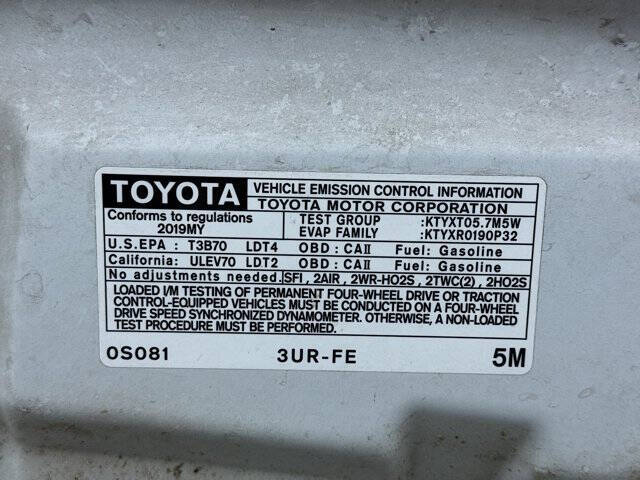 TOYOTA VEHICLE EMISSION CONTROL INFORMATION
TOYOTA MOTOR CORPORATION
Conforms to regulations
2019MY
TEST GROUP :KTYXT05.7M5W
EVAP FAMILY :KTYXR0190P32
U.S.EPA : T3B70 LDT4 OBD : CAII Fuel: Gasoline
California: ULEV70 LDT2 OBD : CAII Fuel: Gasoline
No adjustments needed. SFI , 2AIR , 2WR-HO2S , 2TWC(2) , 2HO2S
LOADED I/M TESTING OF PERMANENT FOUR-WHEEL DRIVE OR TRACTION
CONTROL-EQUIPPED VEHICLES MUST BE CONDUCTED ON A FOUR-WHEEL
DRIVE SPEED SYNCHRONIZED DYNAMOMETER. OTHERWISE, A NON-LOADED
TEST PROCEDURE MUST BE PERFORMED.
0S081 3UR-FE 5M